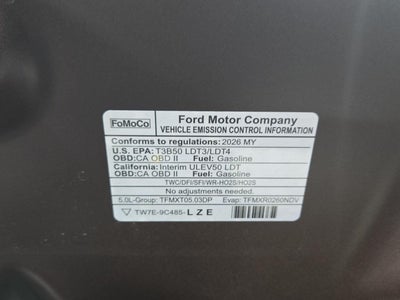 FoMoCo
Ford Motor Company
VEHICLE EMISSION CONTROL INFORMATION
Conforms to regulations:2026 MY
U.S. EPA: T3B50 LDT3/LDT4
OBD:CA OBD II Fuel: Gasoline
California:Interim ULEV50 LDT
OBD:CA OBD II Fuel: Gasoline
TWC/DFI/SFI/WR-HO2S/HO2S
No adjustments needed.
5.0L-Group: TFMXT05.03DP Evap: TFMXR0260NDV
TW7E-9C485-LZE